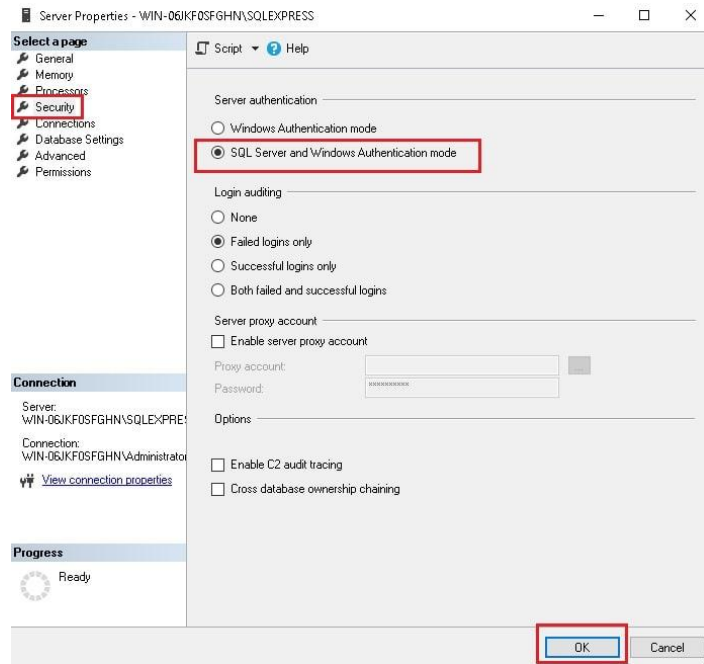 Server Properties - WIN-06JKF0SFGHN\SQLEXPRESS
Select a page
General
Memory
Processors
Security
Connections
Database Settings
Advanced
Permissions
Script
Help
Server authentication
Windows Authentication mode
SQL Server and Windows Authentication mode
Login auditing
None
Failed logins only
Successful logins only
Both failed and successful logins
Server proxy account
Enable server proxy account
Proxy account:
...
Password:
**********
Options
Enable C2 audit tracing
Cross database ownership chaining
Connection
Server:
WIN-06JKF0SFGHN\SQLEXPRES
Connection:
WIN-06JKF0SFGHN\Administrator
View connection properties
Progress
Ready
OK
Cancel